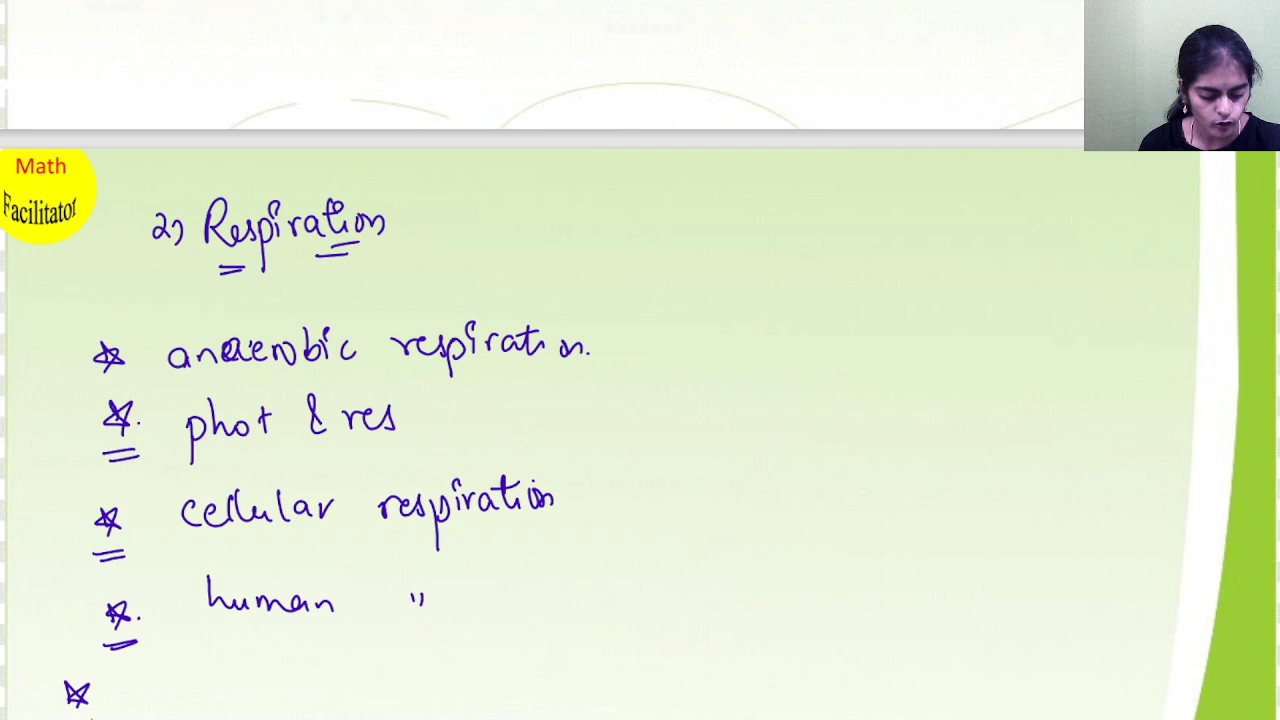 Math
Facilitator
2) Respiration
anaerobic respiration.
phot & res
cellular respiration
human "